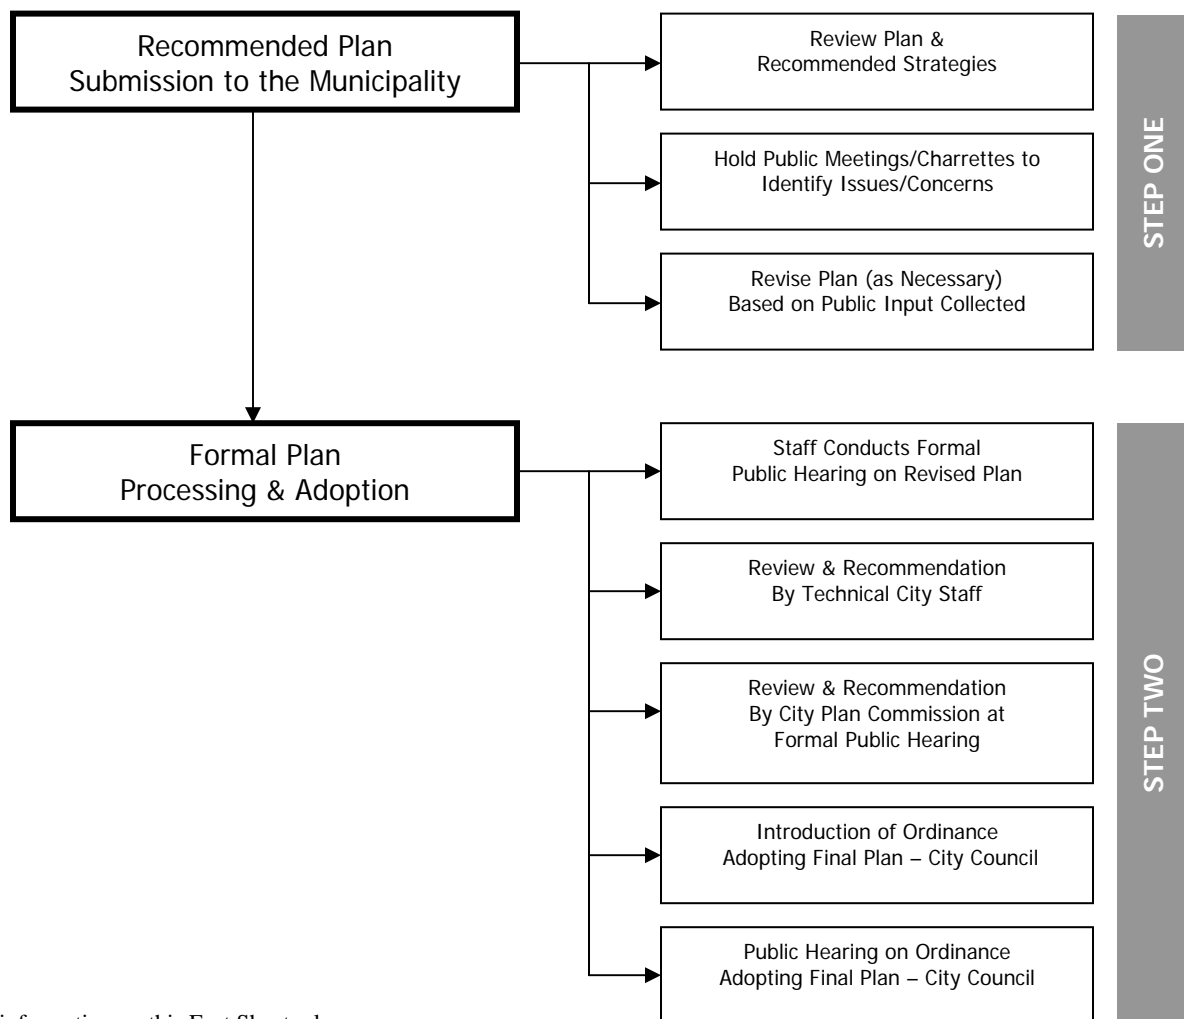 Recommended Plan
Submission to the Municipality
Review Plan &
Recommended Strategies
Hold Public Meetings/Charrettes to
Identify Issues/Concerns
Revise Plan (as Necessary)
Based on Public Input Collected
STEP ONE
Formal Plan
Processing & Adoption
Staff Conducts Formal
Public Hearing on Revised Plan
Review & Recommendation
By Technical City Staff
Review & Recommendation
By City Plan Commission at
Formal Public Hearing
Introduction of Ordinance
Adopting Final Plan – City Council
Public Hearing on Ordinance
Adopting Final Plan – City Council
STEP TWO